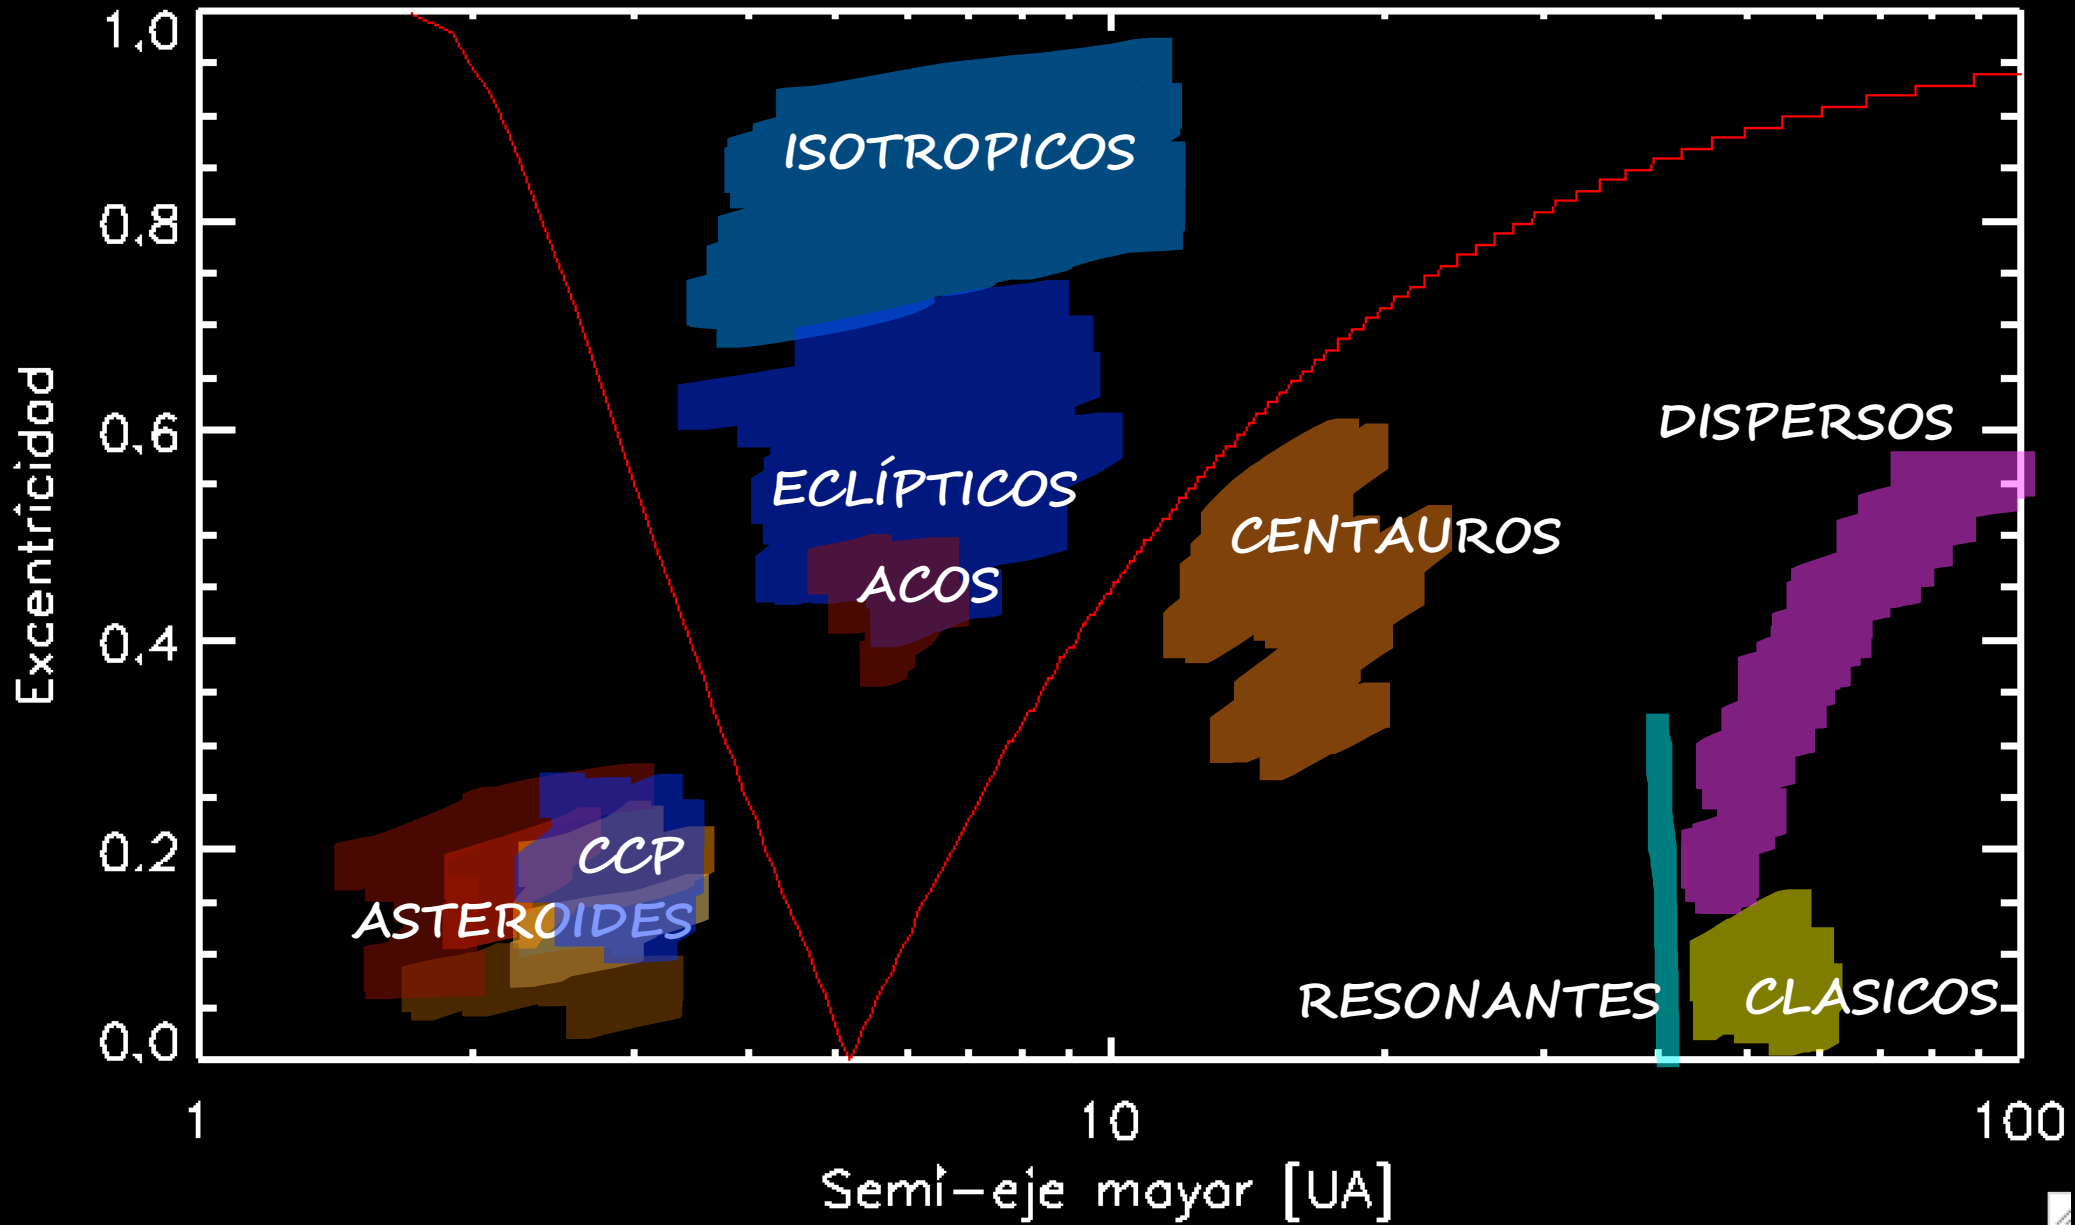 1.0
ISOTROPICOS
0.8
DISPERSOS
0.6
ECLÍPTICOS
CENTAUROS
ACOS
Excentricidad
0.4
CCP
0.2
ASTEROIDES
RESONANTES
CLASICOS
0.0
1
10
100
Semi-eje mayor [UA]